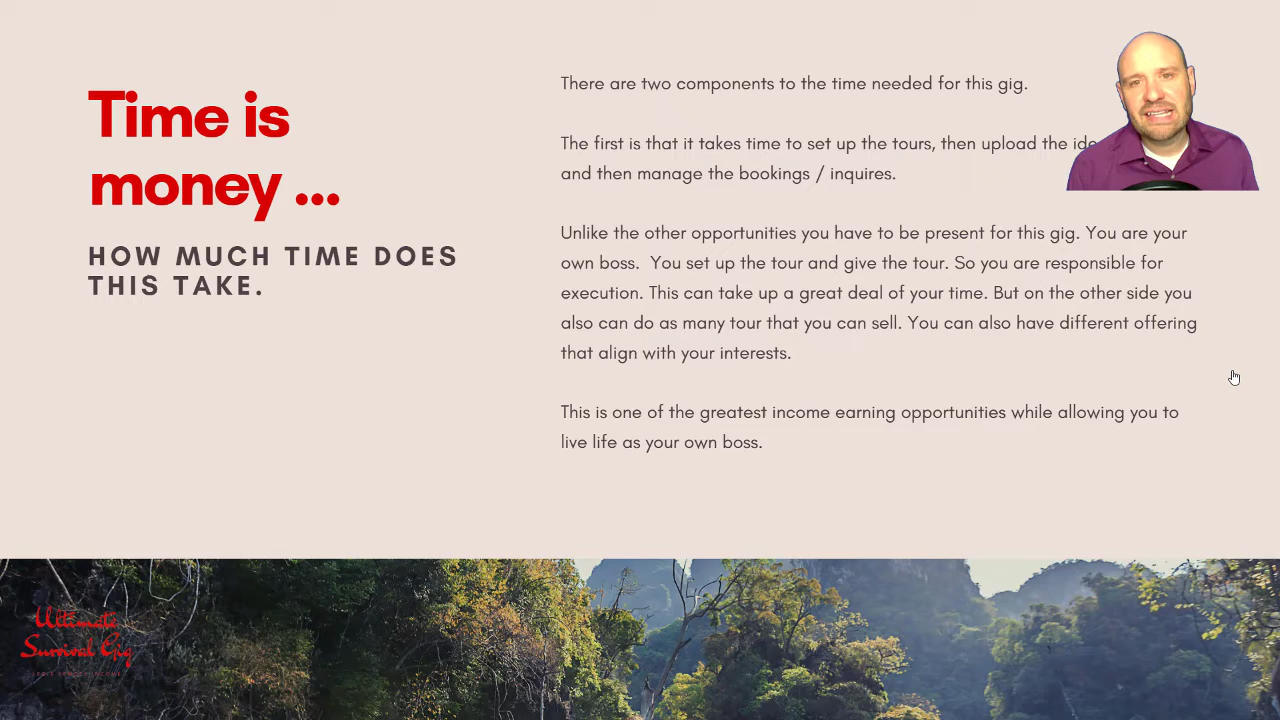 Time is
money ...
HOW MUCH TIME DOES
THIS TAKE.
There are two components to the time needed for this gig.
The first is that it takes time to set up the tours, then upload the
and then manage the bookings / inquires.
Unlike the other opportunities you have to be present for this gig. You are your
own boss.  You set up the tour and give the tour. So you are responsible for
execution. This can take up a great deal of your time. But on the other side you
also can do as many tour that you can sell. You can also have different offering
that align with your interests.
This is one of the greatest income earning opportunities while allowing you to
live life as your own boss.
Ultimate
Survival Gig